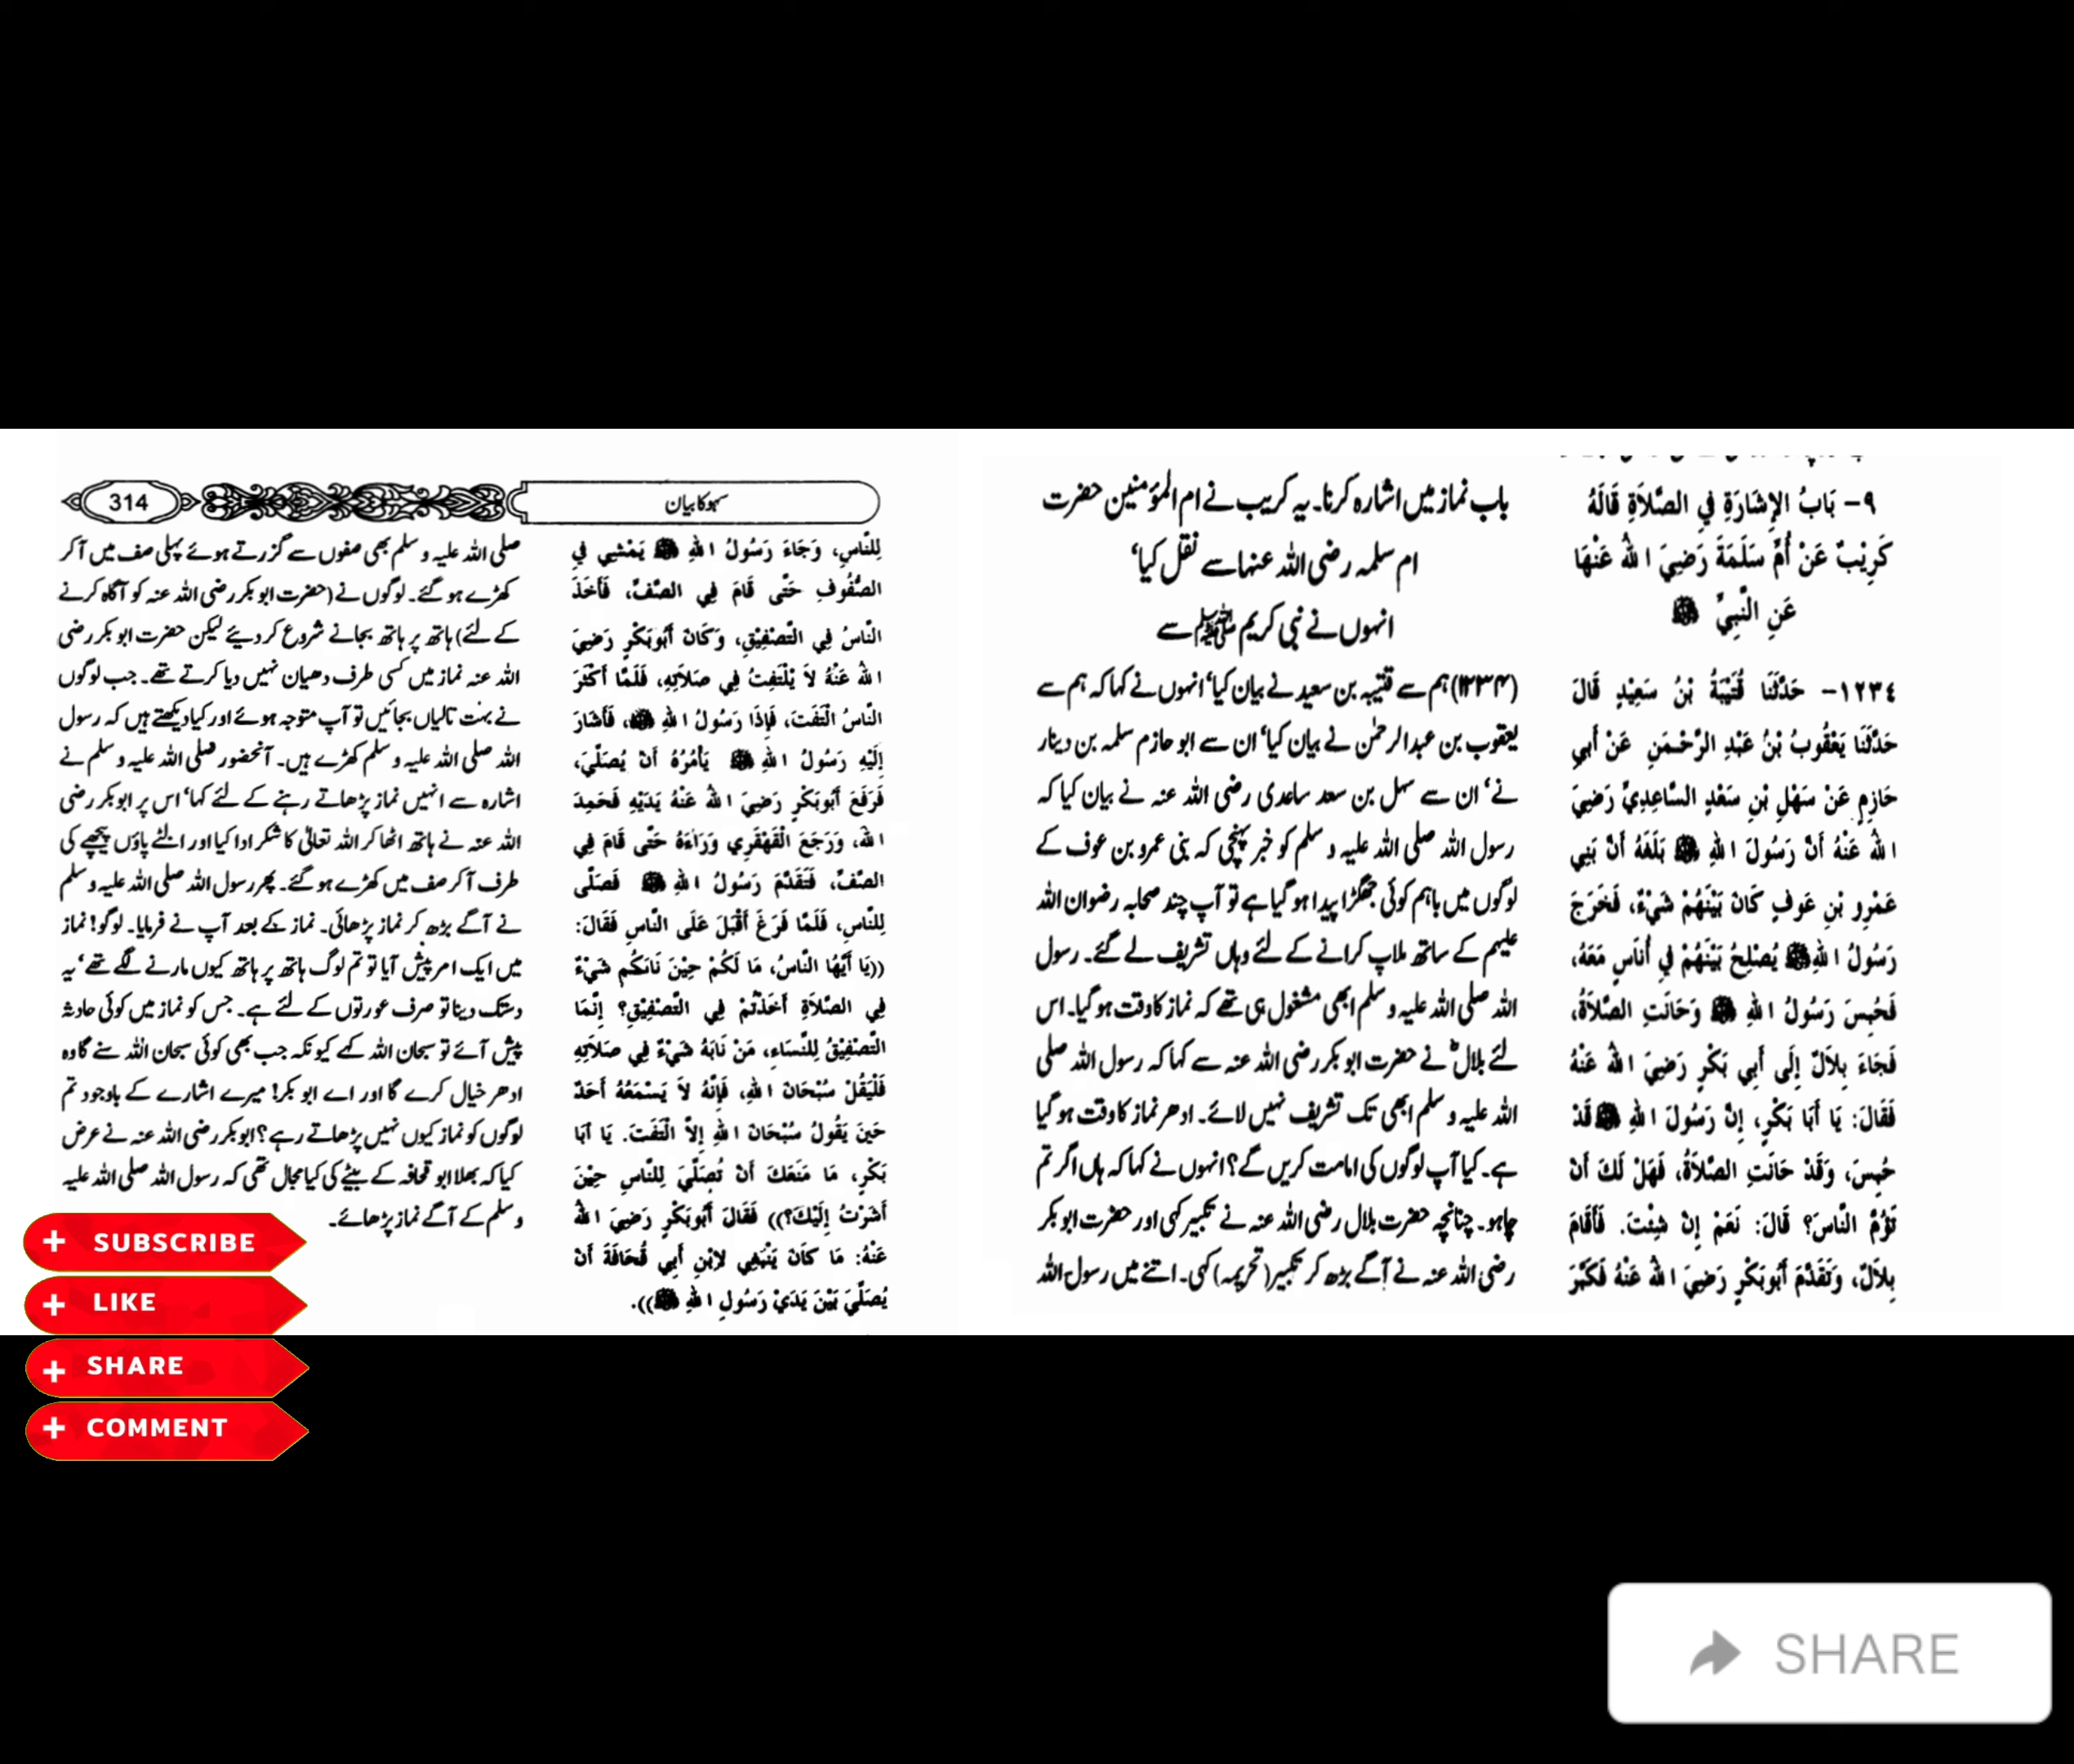 ٩- بَابُ الإِشَارَةِ فِي الصَّلاَةِ قَالَهُ
كُرَيْبٌ عَنْ أُمِّ سَلَمَةَ رَضِيَ اللهُ عَنْهَا
عَنِ النَّبِيِّ ﷺ
١٢٣٤- حَدَّثَنَا قُتَيْبَةُ بْنُ سَعِيْدٍ قَالَ
حَدَّثَنَا يَعْقُوبُ بْنُ عَبْدِ الرَّحْمَنِ عَنْ أَبِي
حَازِمٍ عَنْ سَهْلِ بْنِ سَعْدٍ السَّاعِدِيِّ رَضِيَ
اللهُ عَنْهُ أَنَّ رَسُولَ اللهِ ﷺ بَلَغَهُ أَنَّ بَنِي
عَمْرِو بْنِ عَوفٍ كَانَ بَيْنَهُمْ شَيْءٌ، فَخَرَجَ
رَسُولُ اللهِ ﷺ يُصْلِحُ بَيْنَهُمْ فِي أُنَاسٍ مَعَهُ،
فَحُبِسَ رَسُولُ اللهِ ﷺ وَحَانَتِ الصَّلاَةُ،
فَجَاءَ بِلاَلٌ إِلَى أَبِي بَكْرٍ رَضِيَ اللهُ عَنْهُ
فَقَالَ: يَا أَبَا بَكْرٍ، إِنَّ رَسُولَ اللهِ ﷺ قَدْ
حُبِسَ، وَقَدْ حَانَتِ الصَّلاَةُ، فَهَلْ لَكَ أَنْ
تَؤُمَّ النَّاسَ؟ قَالَ: نَعَمْ إِنْ شِئْتَ. فَأَقَامَ
بِلاَلٌ، وَتَقَدَّمَ أَبُوبَكْرٍ رَضِيَ اللهُ عَنْهُ فَكَبَّرَ
باب نماز میں اشارہ کرنا۔ یہ کریب نے ام المؤمنین حضرت
ام سلمہ رضی اللہ عنہا سے نقل کیا‘
انہوں نے نبی کریم ﷺ سے
(۱۲۳۴) ہم سے قتیبہ بن سعید نے بیان کیا‘ انہوں نے کہا کہ ہم سے
یعقوب بن عبدالرحمٰن نے بیان کیا‘ ان سے ابو حازم سلمہ بن دینار
نے‘ ان سے سہل بن سعد ساعدی رضی اللہ عنہ نے بیان کیا کہ
رسول اللہ صلی اللہ علیہ و سلم کو خبر پہنچی کہ بنی عمرو بن عوف کے
لوگوں میں باہم کوئی جھگڑا پیدا ہو گیا ہے تو آپ چند صحابہ رضوان اللہ
علیہم کے ساتھ ملاپ کرانے کے لئے وہاں تشریف لے گئے۔ رسول
اللہ صلی اللہ علیہ و سلم ابھی مشغول ہی تھے کہ نماز کا وقت ہو گیا۔ اس
لئے بلالؓ نے حضرت ابو بکر رضی اللہ عنہ سے کہا کہ رسول اللہ صلی
اللہ علیہ و سلم ابھی تک تشریف نہیں لائے۔ ادھر نماز کا وقت ہو گیا
ہے۔ کیا آپ لوگوں کی امامت کریں گے؟ انہوں نے کہا کہ ہاں اگر تم
چاہو۔ چنانچہ حضرت بلال رضی اللہ عنہ نے تکبیر کہی اور حضرت ابو بکر
رضی اللہ عنہ نے آگے بڑھ کر تکبیر (تحریمہ) کہی۔ اتنے میں رسول اللہ
سہو کا بیان
314
لِلنَّاسِ، وَجَاءَ رَسُولُ اللهِ ﷺ يَمْشِي فِي
الصُّفُوفِ حَتَّى قَامَ فِي الصَّفِّ، فَأَخَذَ
النَّاسُ فِي التَّصْفِيْقِ، وَكَانَ أَبُوبَكْرٍ رَضِيَ
اللهُ عَنْهُ لاَ يَلْتَفِتُ فِي صَلاَتِهِ، فَلَمَّا أَكْثَرَ
النَّاسُ الْتَفَتَ، فَإِذَا رَسُولُ اللهِ ﷺ، فَأَشَارَ
إِلَيْهِ رَسُولُ اللهِ ﷺ يَأْمُرُهُ أَنْ يُصَلِّيَ،
فَرَفَعَ أَبُوبَكْرٍ رَضِيَ اللهُ عَنْهُ يَدَيْهِ فَحَمِدَ
اللهَ، وَرَجَعَ الْقَهْقَرِي وَرَاءَهُ حَتَّى قَامَ فِي
الصَّفِّ، فَتَقَدَّمَ رَسُولُ اللهِ ﷺ فَصَلَّى
لِلنَّاسِ، فَلَمَّا فَرَغَ أَقْبَلَ عَلَى النَّاسِ فَقَالَ:
((يَا أَيُّهَا النَّاسُ، مَا لَكُمْ حِيْنَ نَابَكُم شَيْءٌ
فِي الصَّلاَةِ أَخَذْتُمْ فِي التَّصْفِيْقِ؟ إِنَّمَا
التَّصْفِيْقُ لِلنِّسَاءِ، مَنْ نَابَهُ شَيْءٌ فِي صَلاَتِهِ
فَلْيَقُلْ سُبْحَانَ اللهِ، فَإِنَّهُ لاَ يَسْمَعُهُ أَحَدٌ
حَيْنَ يَقُولُ سُبْحَانَ اللهِ إِلاَّ الْتَفَتَ. يَا أَبَا
بَكْرٍ، مَا مَنَعَكَ أَنْ تُصَلِّيَ لِلنَّاسِ حِيْنَ
أَشَرْتُ إِلَيْكَ؟)) فَقَالَ أَبُوبَكْرٍ رَضِيَ اللهُ
عَنْهُ: مَا كَانَ يَنْبَغِي لاِبْنِ أَبِي قُحَافَةَ أَنْ
يُصَلِّيَ بَيْنَ يَدَيْ رَسُولِ اللهِ ﷺ)).
صلی اللہ علیہ و سلم بھی صفوں سے گزرتے ہوئے پہلی صف میں آ کر
کھڑے ہو گئے۔ لوگوں نے (حضرت ابو بکر رضی اللہ عنہ کو آگاہ کرنے
کے لئے) ہاتھ پر ہاتھ بجانے شروع کر دیئے لیکن حضرت ابو بکر رضی
اللہ عنہ نماز میں کسی طرف دھیان نہیں دیا کرتے تھے۔ جب لوگوں
نے بہت تالیاں بجائیں تو آپ متوجہ ہوئے اور کیا دیکھتے ہیں کہ رسول
اللہ صلی اللہ علیہ و سلم کھڑے ہیں۔ آنحضور صلی اللہ علیہ و سلم نے
اشارہ سے انہیں نماز پڑھاتے رہنے کے لئے کہا‘ اس پر ابو بکر رضی
اللہ عنہ نے ہاتھ اٹھا کر اللہ تعالیٰ کا شکر ادا کیا اور الٹے پاؤں پیچھے کی
طرف آ کر صف میں کھڑے ہو گئے۔ پھر رسول اللہ صلی اللہ علیہ و سلم
نے آگے بڑھ کر نماز پڑھائی۔ نماز کے بعد آپ نے فرمایا۔ لوگو! نماز
میں ایک امر پیش آیا تو تم لوگ ہاتھ پر ہاتھ کیوں مارنے لگے تھے‘ یہ
دستک دینا تو صرف عورتوں کے لئے ہے۔ جس کو نماز میں کوئی حادثہ
پیش آئے تو سبحان اللہ کہے کیونکہ جب بھی کوئی سبحان اللہ سنے گا وہ
ادھر خیال کرے گا اور اے ابو بکر! میرے اشارے کے باوجود تم
لوگوں کو نماز کیوں نہیں پڑھاتے رہے؟ ابو بکر رضی اللہ عنہ نے عرض
کیا کہ بھلا ابو قحافہ کے بیٹے کی کیا مجال تھی کہ رسول اللہ صلی اللہ علیہ
و سلم کے آگے نماز پڑھائے۔
+ SUBSCRIBE
+ LIKE
+ SHARE
+ COMMENT
SHARE